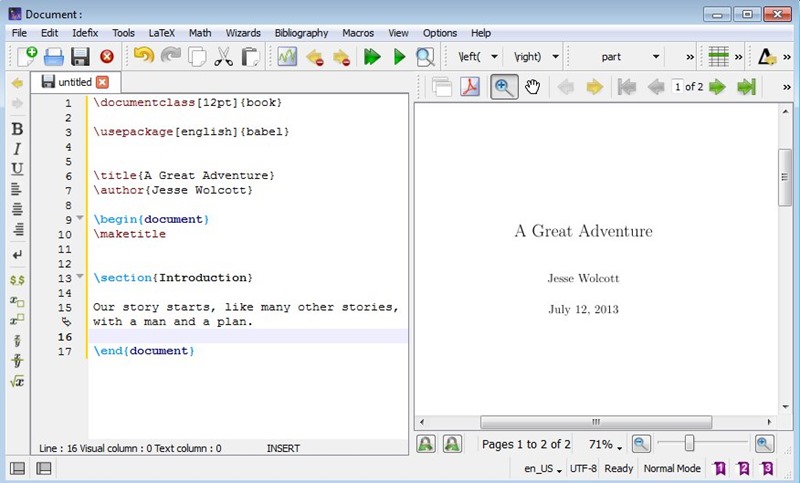 Document :
File Edit Idefix Tools LaTeX Math Wizards Bibliography Macros View Options Help
\left( \right) part » » »
untitled
1 of 2 »
1 \documentclass[12pt]{book}
2
3 \usepackage[english]{babel}
4
5
6 \title{A Great Adventure}
7 \author{Jesse Wolcott}
8
9 \begin{document}
10 \maketitle
11
12
13 \section{Introduction}
14
15 Our story starts, like many other stories,
with a man and a plan.
16
17 \end{document}
B
I
U
$$
x
x
x/y
x/y
√x
A Great Adventure
Jesse Wolcott
July 12, 2013
Line : 16 Visual column : 0 Text column : 0 INSERT
Pages 1 to 2 of 2 71%
en_US UTF-8 Ready Normal Mode 1 2 3